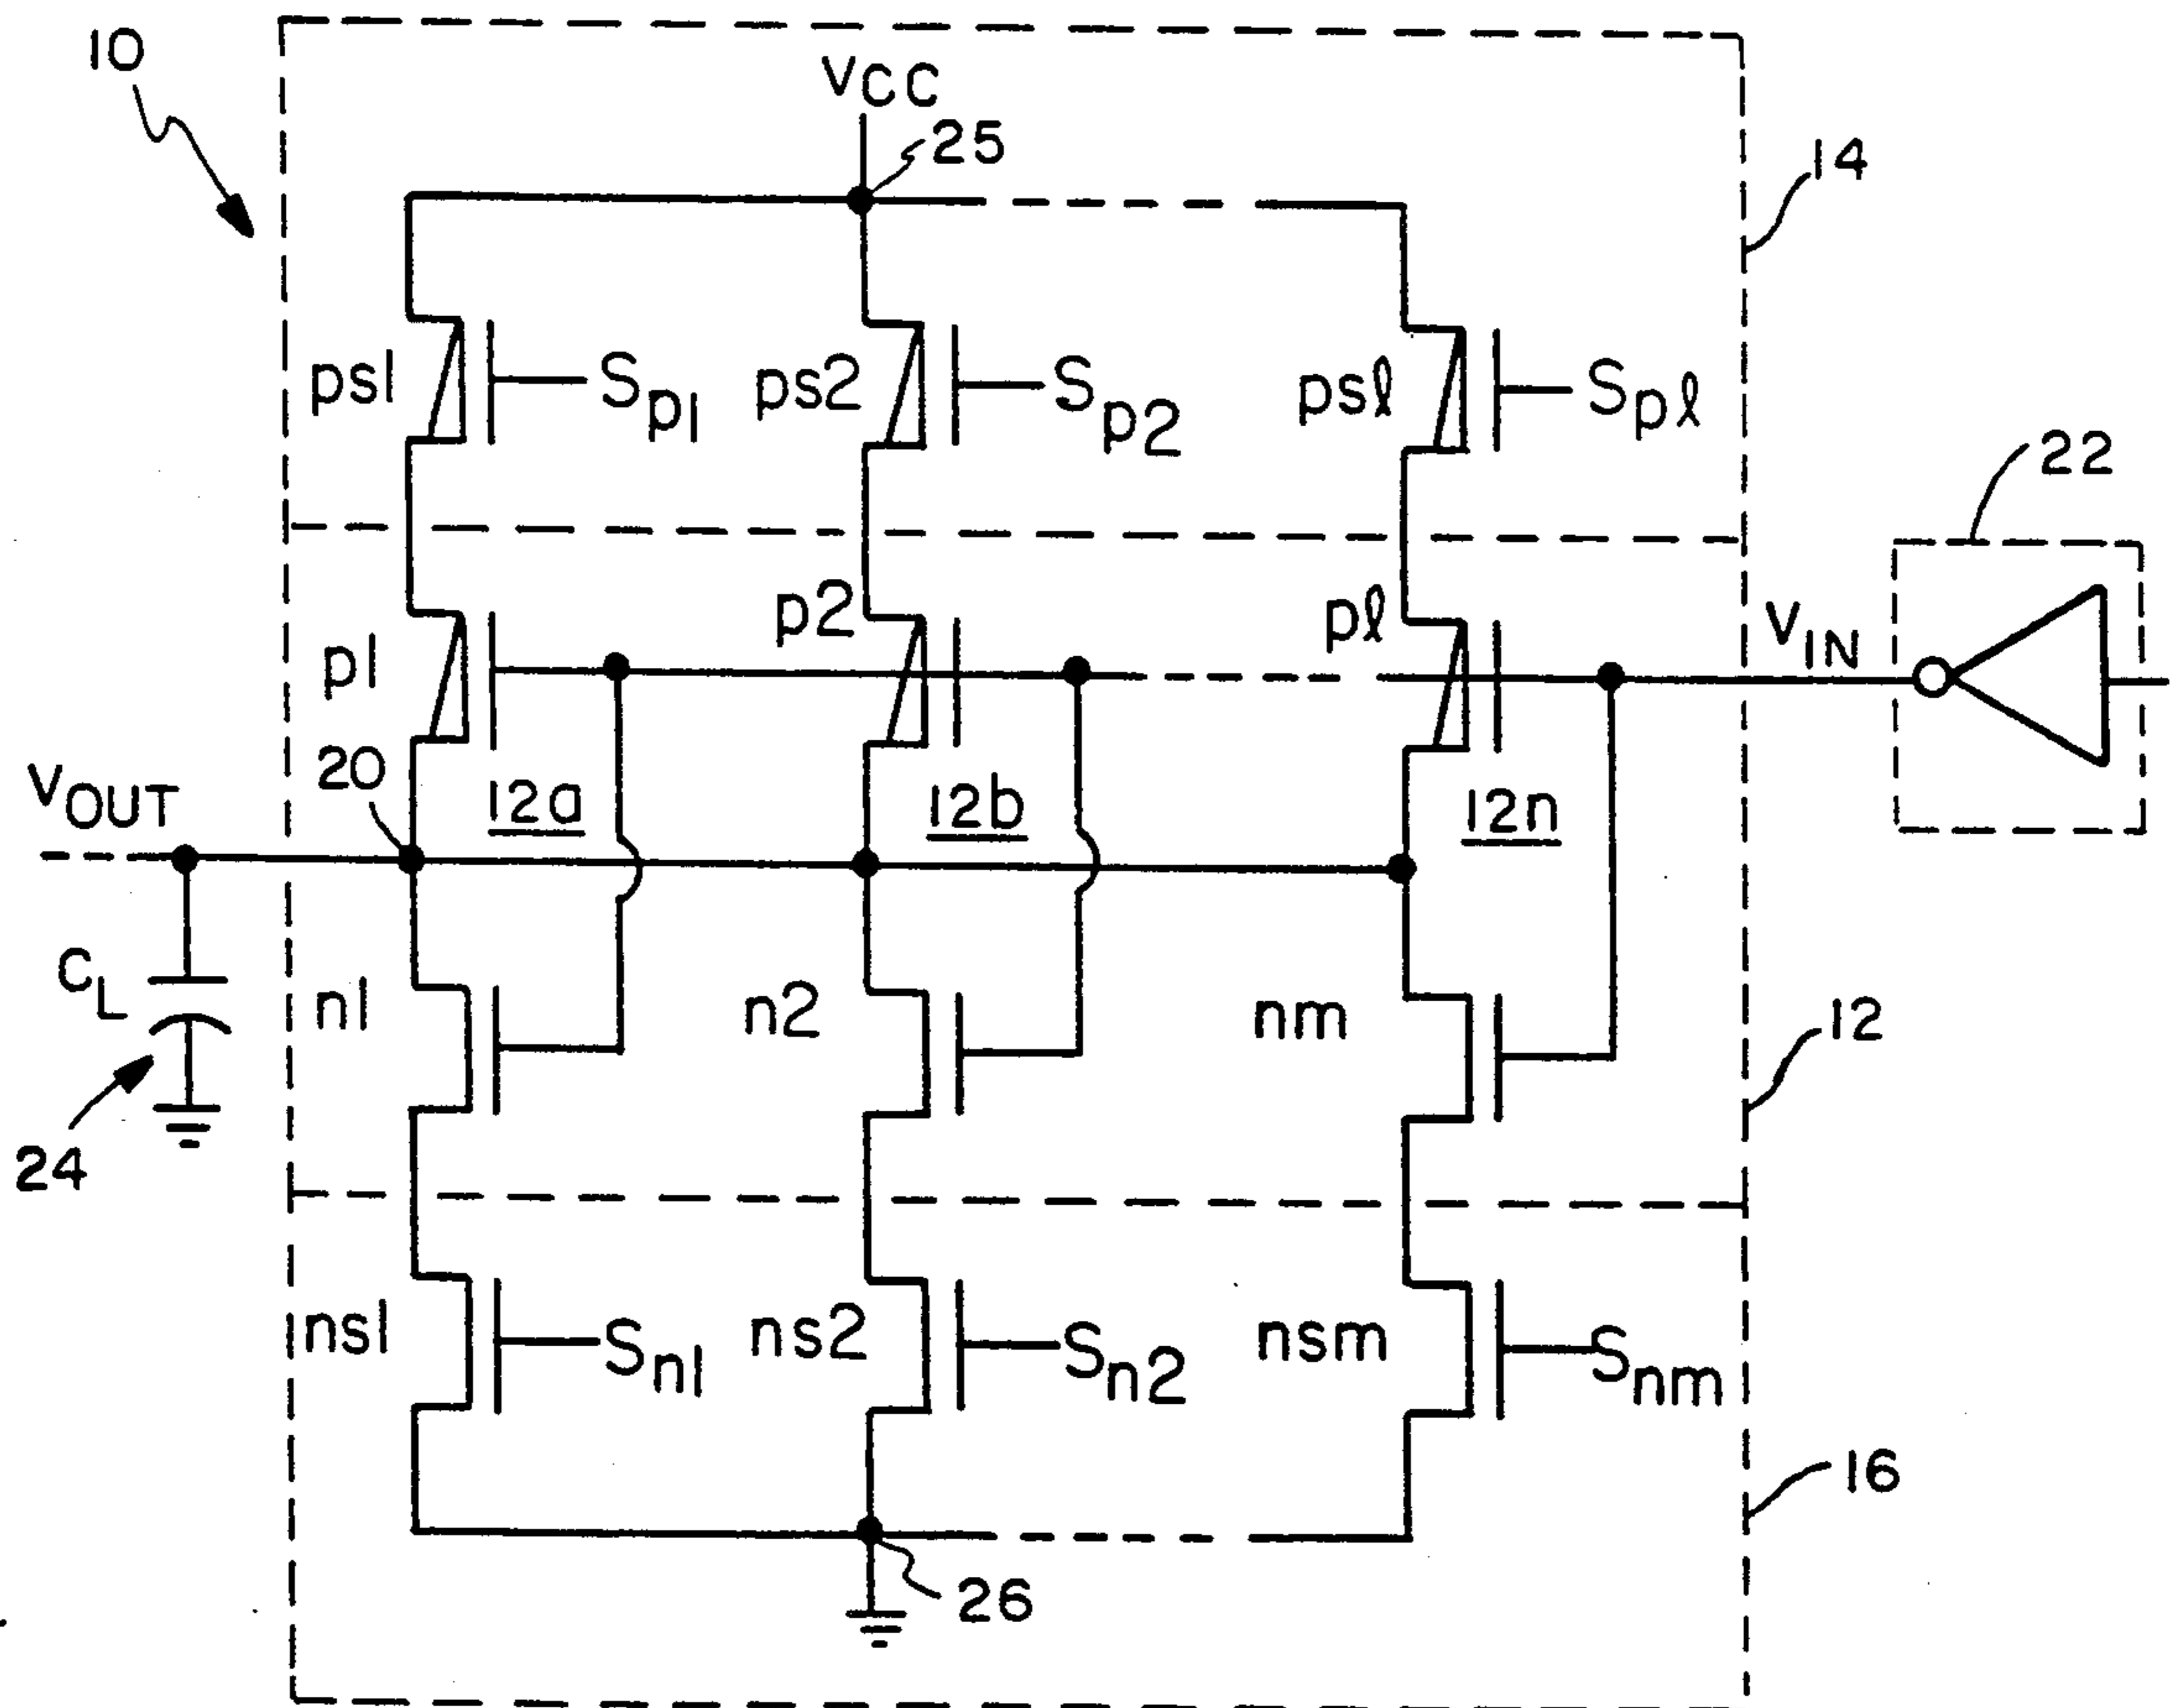 10
VCC
25
14
ps1
Sp1
ps2
Sp2
psℓ
Spℓ
22
p1
p2
pℓ
VIN
20
12a
12b
12n
VOUT
CL
n1
n2
nm
12
24
ns1
Sn1
ns2
Sn2
nsm
Snm
16
26